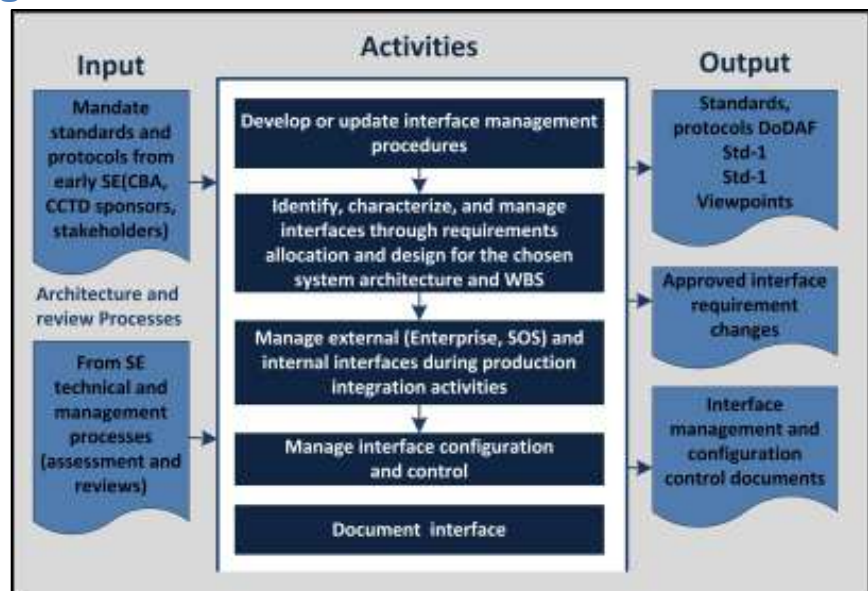 Input
Mandate
standards and
protocols from
early SE(CBA,
CCTD sponsors,
stakeholders)
Architecture and
review Processes
From SE
technical and
management
processes
(assessment and
reviews)
Activities
Develop or update interface management
procedures
Identify, characterize, and manage
interfaces through requirements
allocation and design for the chosen
system architecture and WBS
Manage external (Enterprise, SOS) and
internal interfaces during production
integration activities
Manage interface configuration
and control
Document interface
Output
Standards,
protocols DoDAF
Std-1
Std-1
Viewpoints
Approved interface
requirement
changes
Interface
management and
configuration
control documents